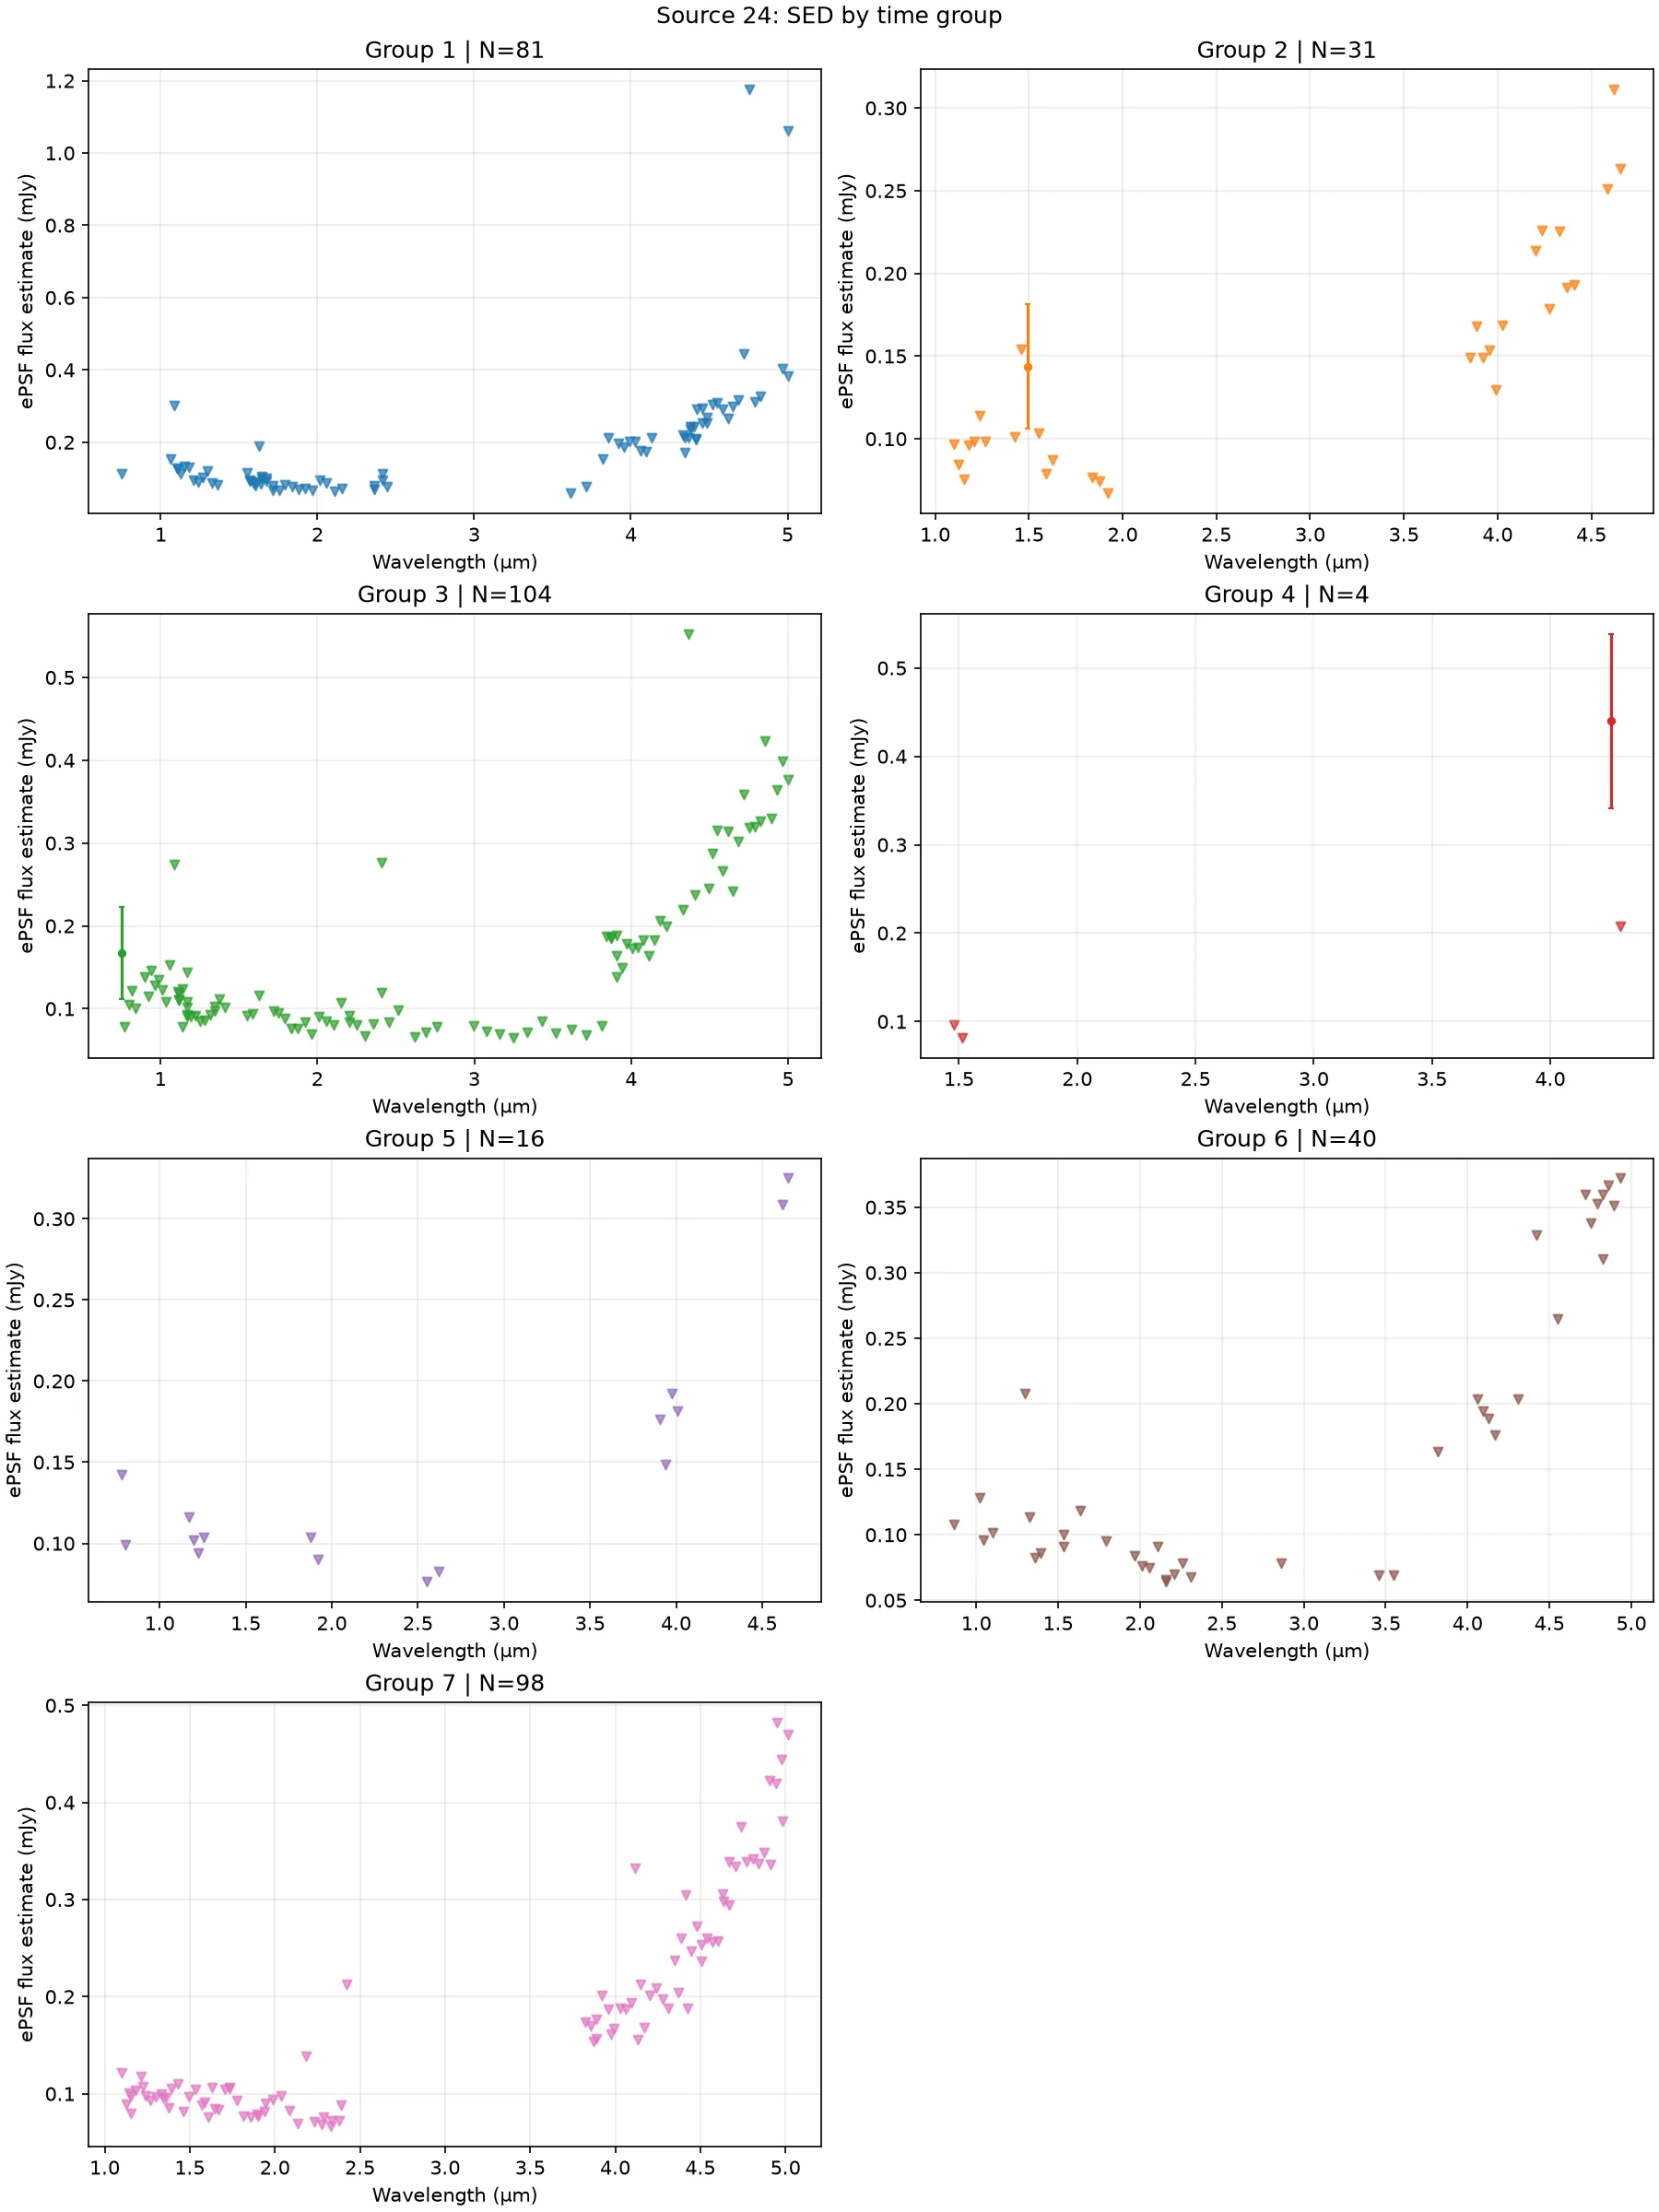 Source 24: SED by time group
Group 1 | N=81
1.2
1.0
0.8
0.6
0.4
0.2
ePSF flux estimate (mJy)
1 2 3 4 5
Wavelength (μm)
Group 2 | N=31
0.30
0.25
0.20
0.15
0.10
ePSF flux estimate (mJy)
1.0 1.5 2.0 2.5 3.0 3.5 4.0 4.5
Wavelength (μm)
Group 3 | N=104
0.5
0.4
0.3
0.2
0.1
ePSF flux estimate (mJy)
1 2 3 4 5
Wavelength (μm)
Group 4 | N=4
0.5
0.4
0.3
0.2
0.1
ePSF flux estimate (mJy)
1.5 2.0 2.5 3.0 3.5 4.0
Wavelength (μm)
Group 5 | N=16
0.30
0.25
0.20
0.15
0.10
ePSF flux estimate (mJy)
1.0 1.5 2.0 2.5 3.0 3.5 4.0 4.5
Wavelength (μm)
Group 6 | N=40
0.35
0.30
0.25
0.20
0.15
0.10
0.05
ePSF flux estimate (mJy)
1.0 1.5 2.0 2.5 3.0 3.5 4.0 4.5 5.0
Wavelength (μm)
Group 7 | N=98
0.5
0.4
0.3
0.2
0.1
ePSF flux estimate (mJy)
1.0 1.5 2.0 2.5 3.0 3.5 4.0 4.5 5.0
Wavelength (μm)